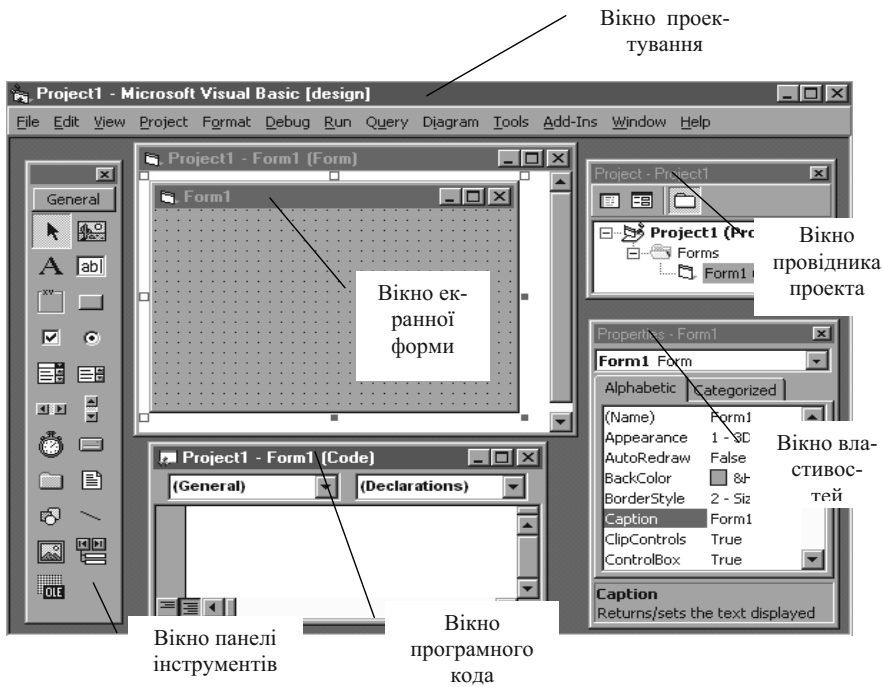 Вікно проек-
тування
Project1 - Microsoft Visual Basic [design]
File Edit View Project Format Debug Run Query Diagram Tools Add-Ins Window Help
General
A
ab|
xv
OLE
Project1 - Form1 (Form)
Form1
Вікно ек-
ранної
форми
Project - Project1
Project1 (Pro
Forms
Form1
Вікно
провідника
проекта
Properties - Form1
Form1 Form
Alphabetic Categorized
(Name) Form1
Appearance 1 - 3D
AutoRedraw False
BackColor &H
BorderStyle 2 - Siz
Caption Form1
ClipControls True
ControlBox True
Caption
Returns/sets the text displayed
Вікно вла-
стивос-
тей
Project1 - Form1 (Code)
(General) (Declarations)
Вікно панелі
інструментів
Вікно
програмного
кода